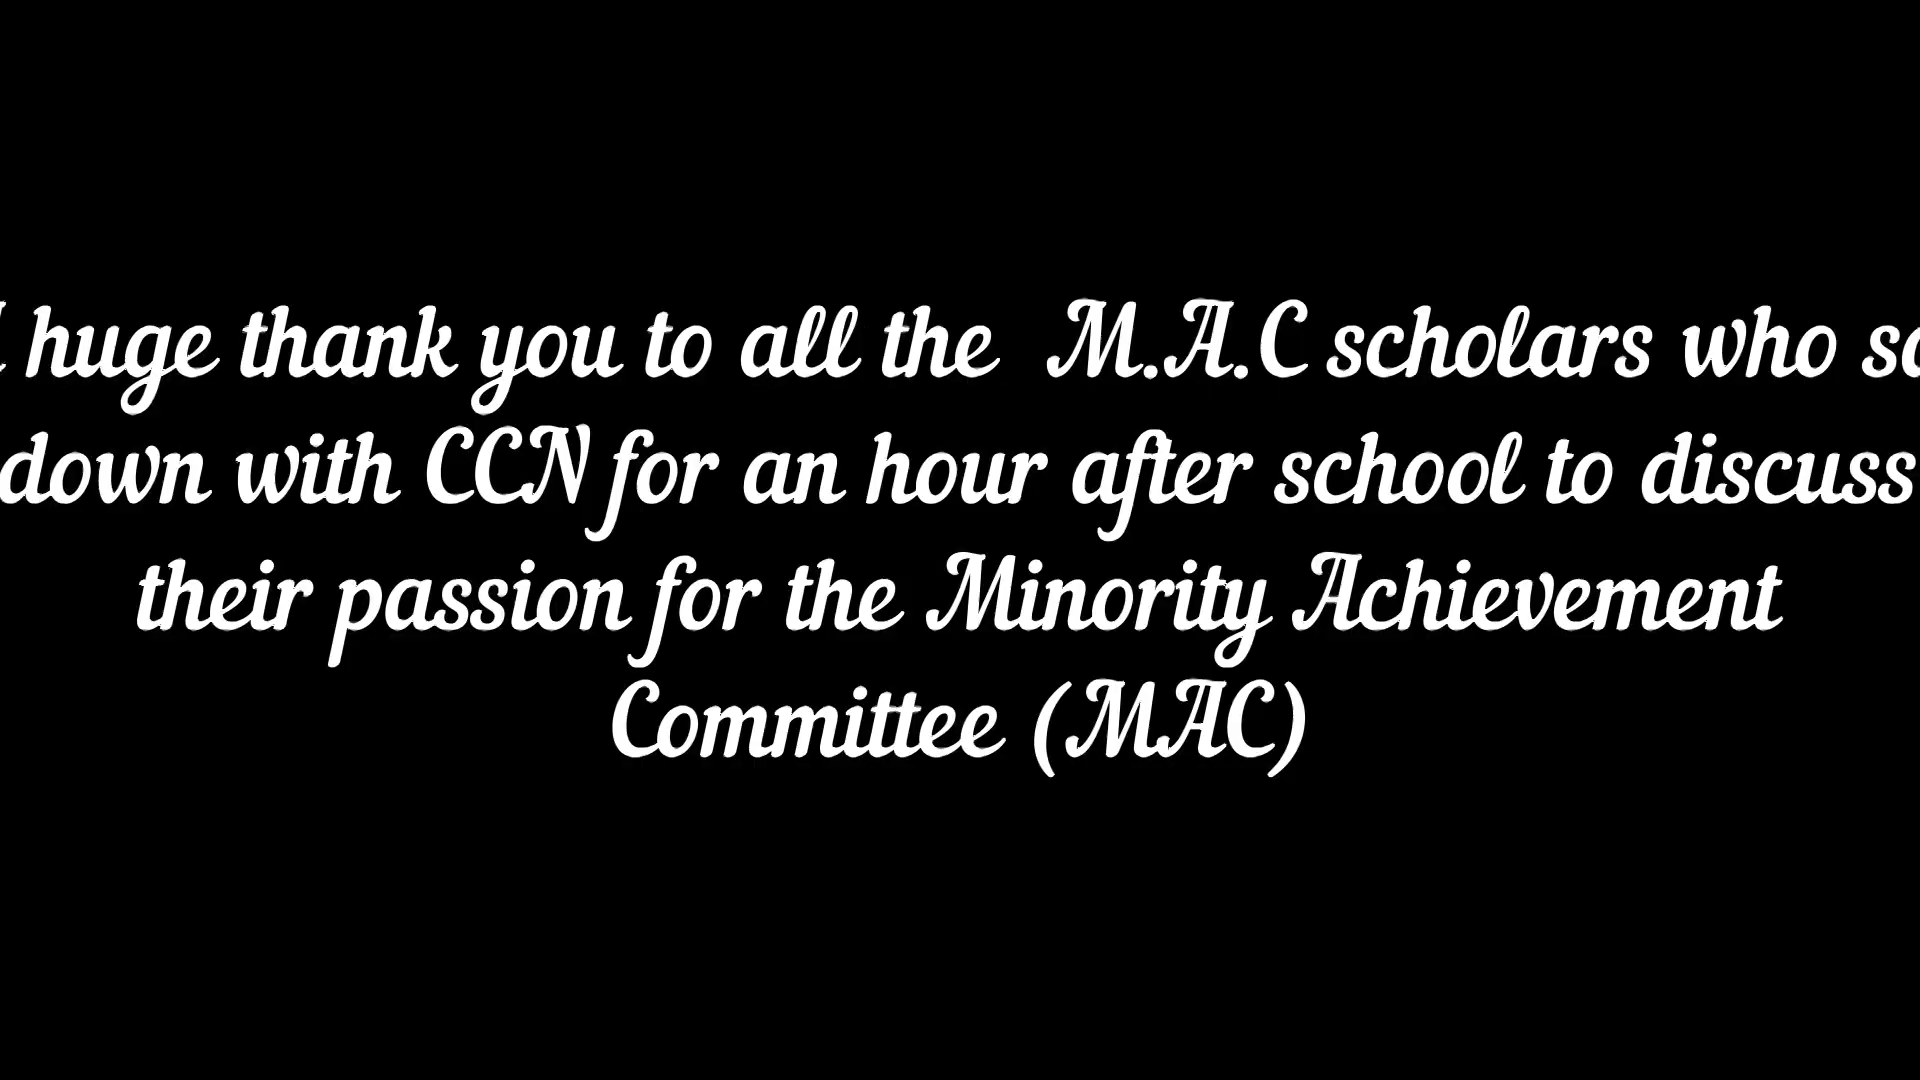 huge thank you to all the M.A.C scholars who
down with CCN for an hour after school to discuss
their passion for the Minority Achievement
Committee (MAC)